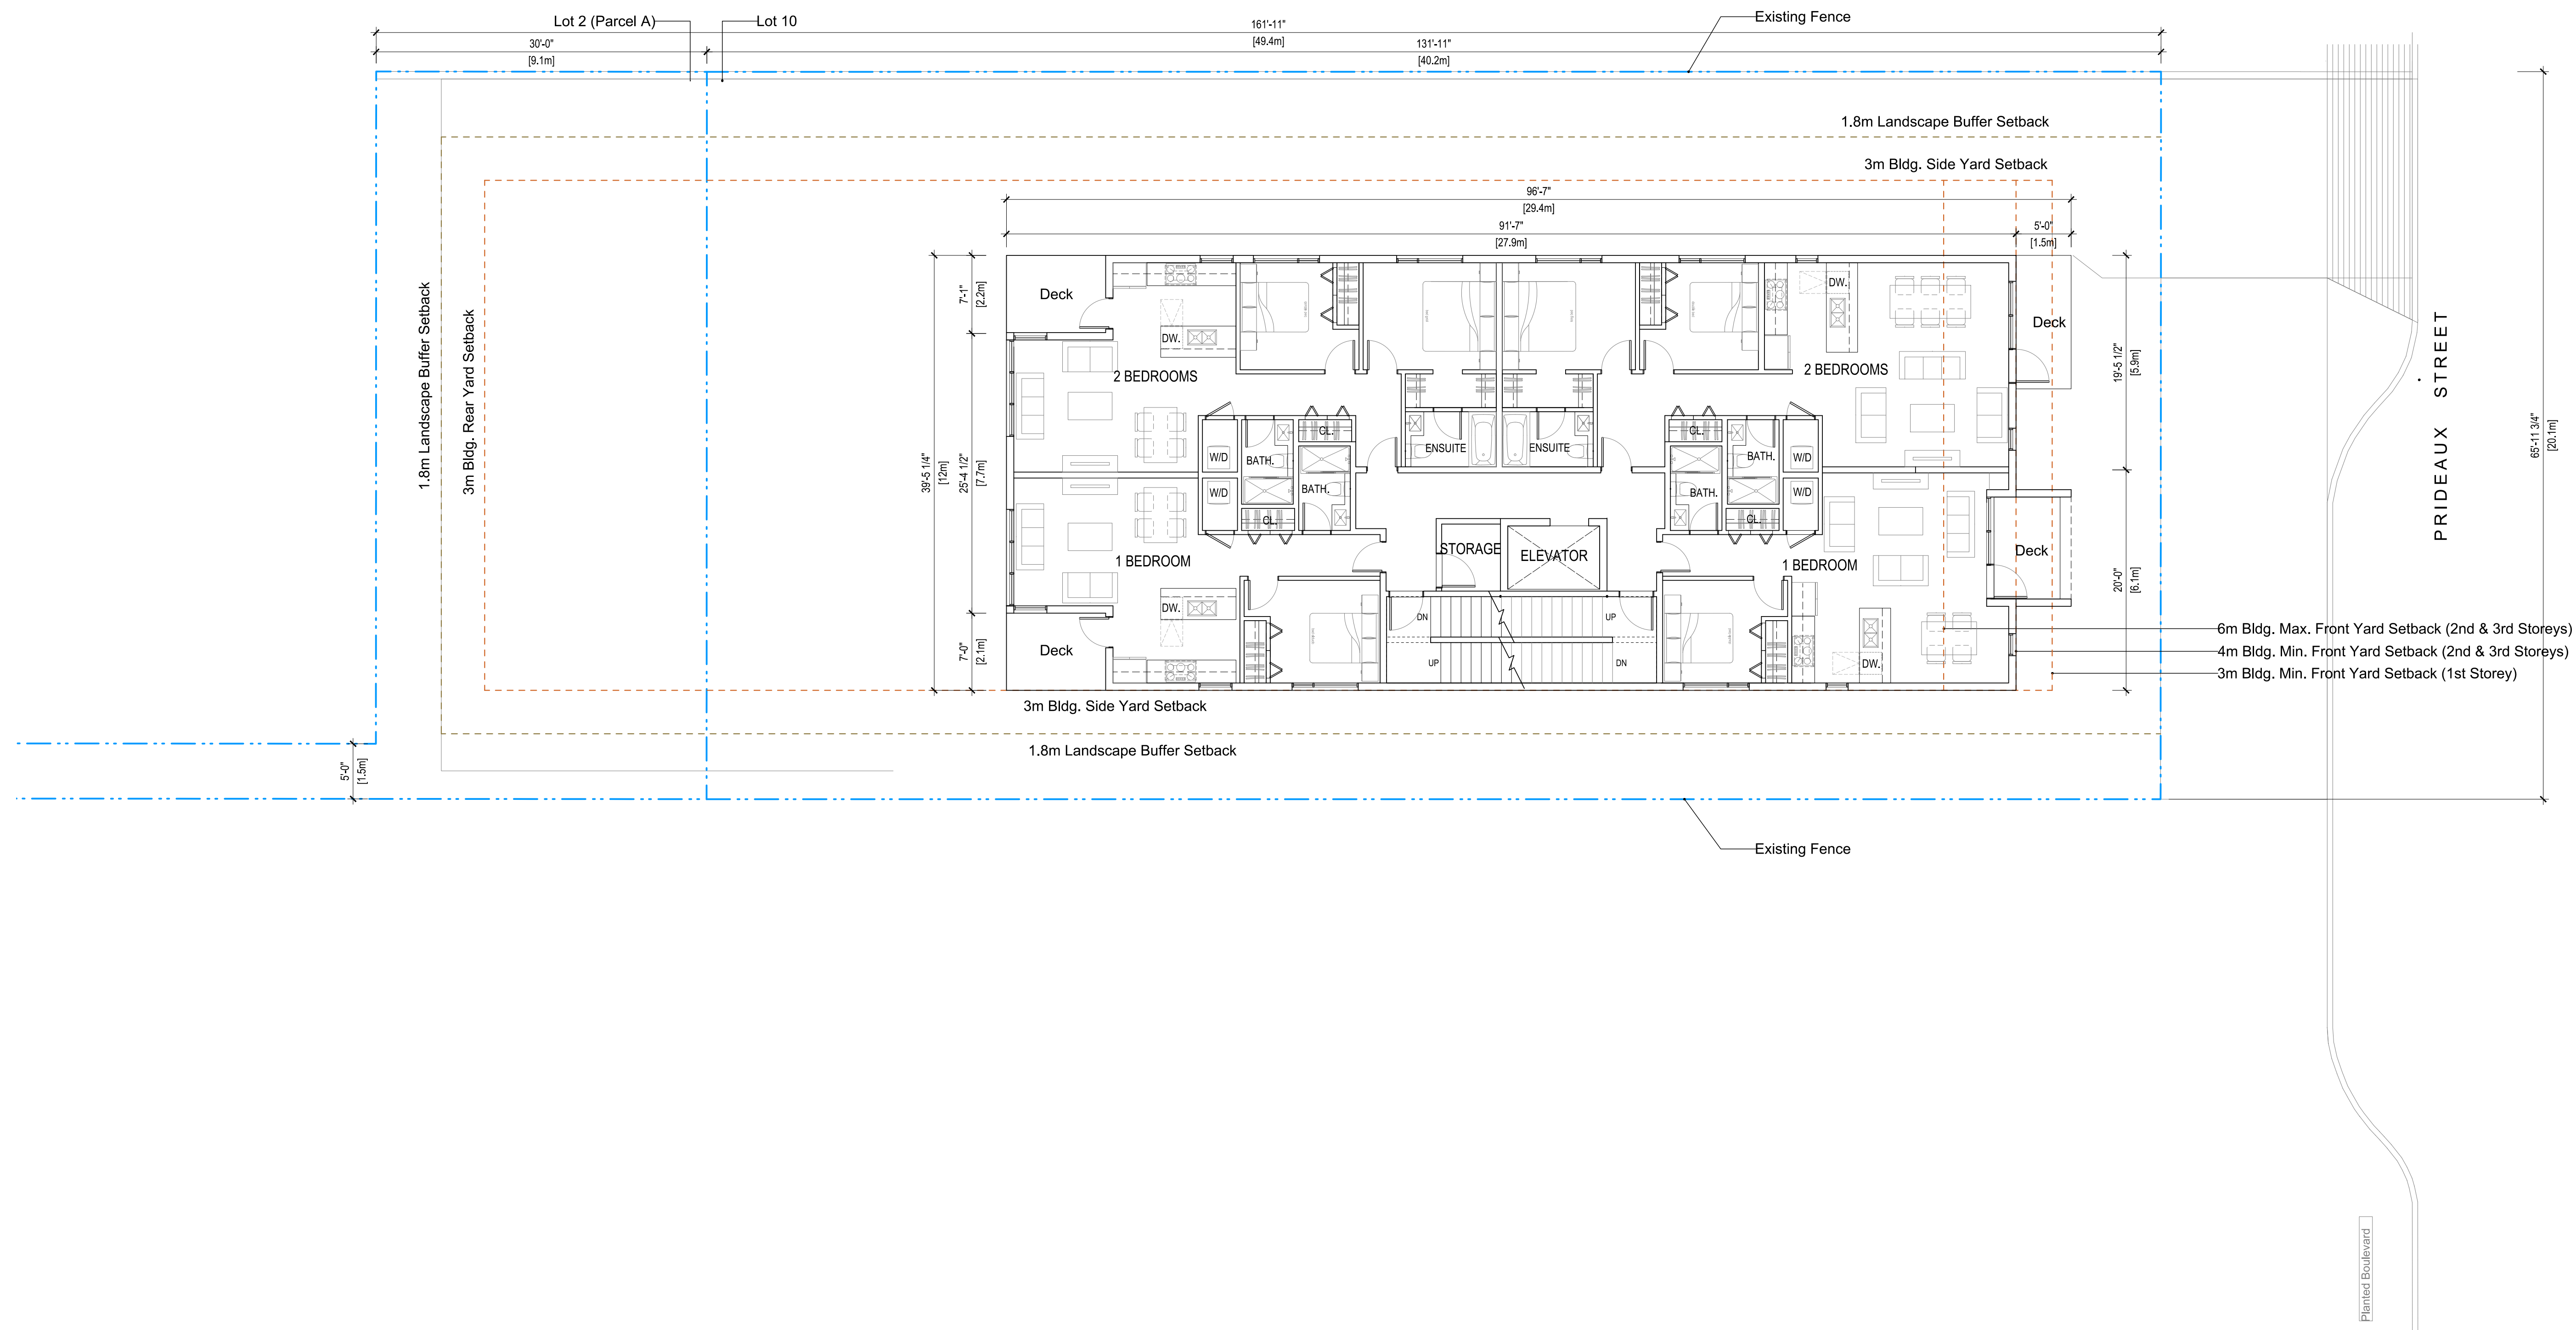 Lot 2 (Parcel A)
Lot 10
Existing Fence
161'-11"
[49.4m]
30'-0"
[9.1m]
131'-11"
[40.2m]
1.8m Landscape Buffer Setback
3m Bldg. Side Yard Setback
96'-7"
[29.4m]
91'-7"
[27.9m]
5'-0"
[1.5m]
1.8m Landscape Buffer Setback
3m Bldg. Rear Yard Setback
39'-5 1/4"
[12m]
7'-1"
[2.2m]
25'-4 1/2"
[7.7m]
7'-0"
[2.1m]
Deck
DW.
2 BEDROOMS
W/D
BATH.
CL.
ENSUITE
ENSUITE
CL.
BATH.
W/D
DW.
2 BEDROOMS
Deck
19'-5 1/2"
[5.9m]
W/D
BATH.
CL.
BATH.
CL.
W/D
1 BEDROOM
STORAGE
ELEVATOR
1 BEDROOM
Deck
20'-0"
[6.1m]
DW.
Deck
DN
UP
UP
DN
DW.
6m Bldg. Max. Front Yard Setback (2nd & 3rd Storeys)
4m Bldg. Min. Front Yard Setback (2nd & 3rd Storeys)
3m Bldg. Min. Front Yard Setback (1st Storey)
3m Bldg. Side Yard Setback
1.8m Landscape Buffer Setback
5'-0"
[1.5m]
Existing Fence
PRIDEAUX STREET
65'-11 3/4"
[20.1m]
Planted Boulevard